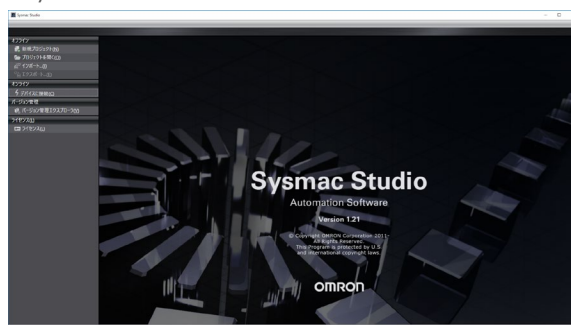 Sysmac Studio
オフライン
新規プロジェクト(N)
プロジェクトを開く(O)
インポート...(I)
エクスポート...(E)
オンライン
デバイスに接続(C)
バージョン管理
バージョン管理エクスプローラ(V)
ライセンス(L)
ライセンス(L)
Sysmac Studio
Automation Software
Version 1.21
© Copyright OMRON Corporation 2011-
All Rights Reserved.
This Program is protected by U.S
and international copyright laws.
OMRON